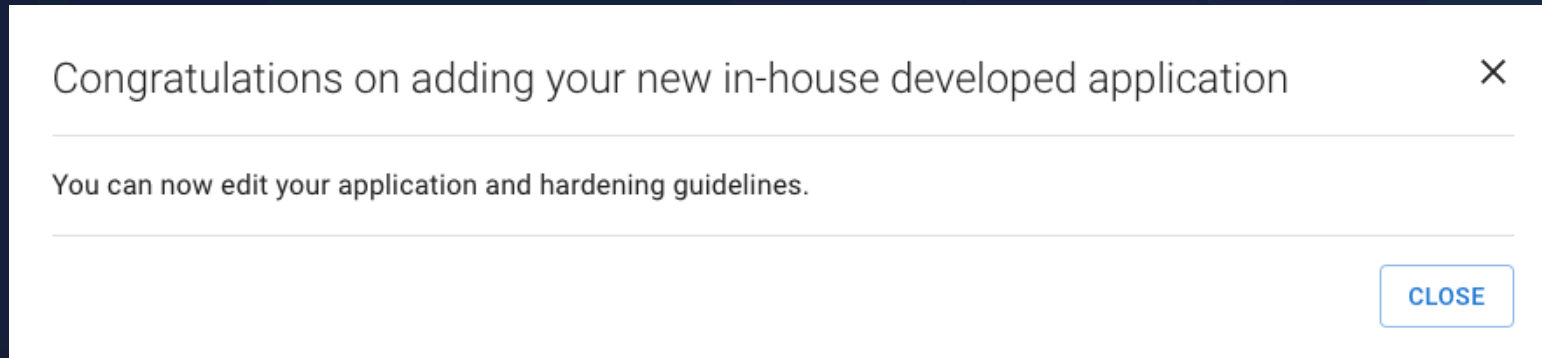 Congratulations on adding your new in-house developed application
You can now edit your application and hardening guidelines.
CLOSE